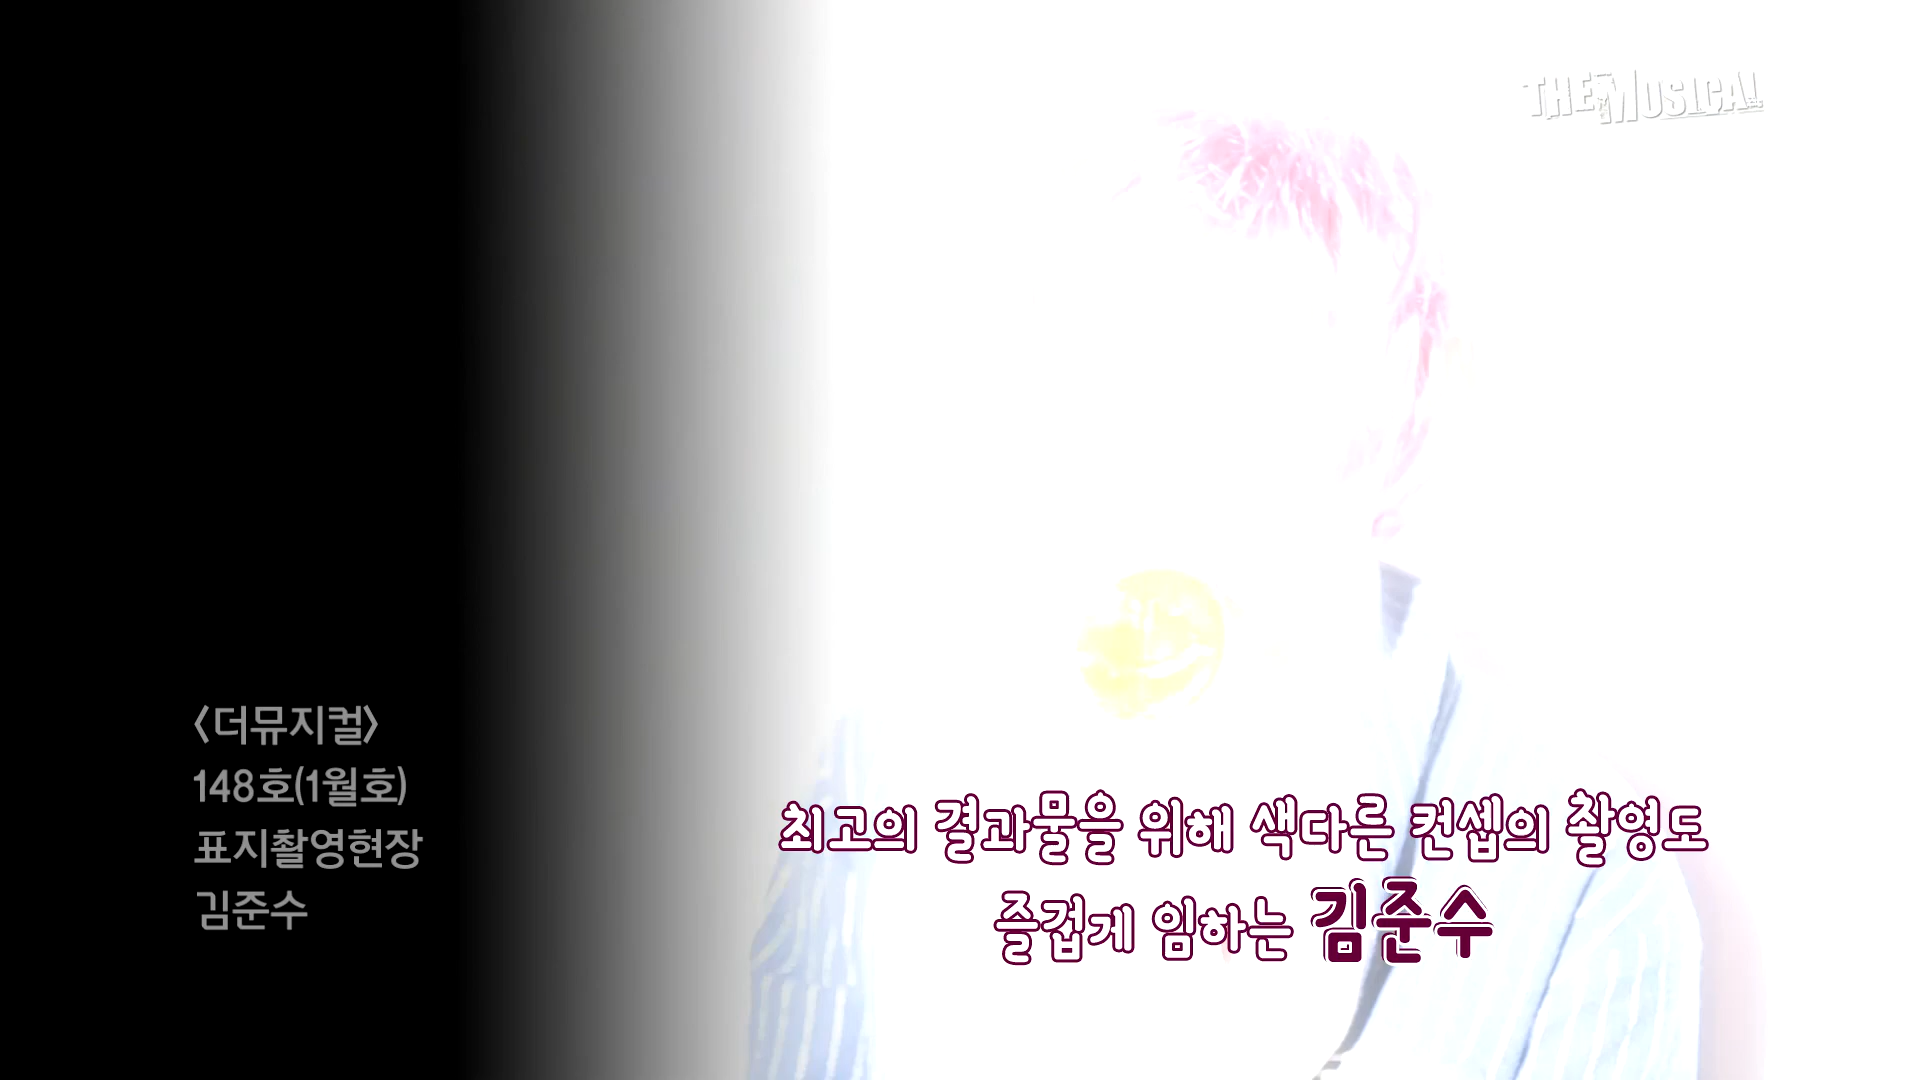 THE MUSICAL
<더뮤지컬>
148호(1월호)
표지촬영현장
김준수
최고의 결과물을 위해 색다른 컨셉의 촬영도
즐겁게 임하는 김준수